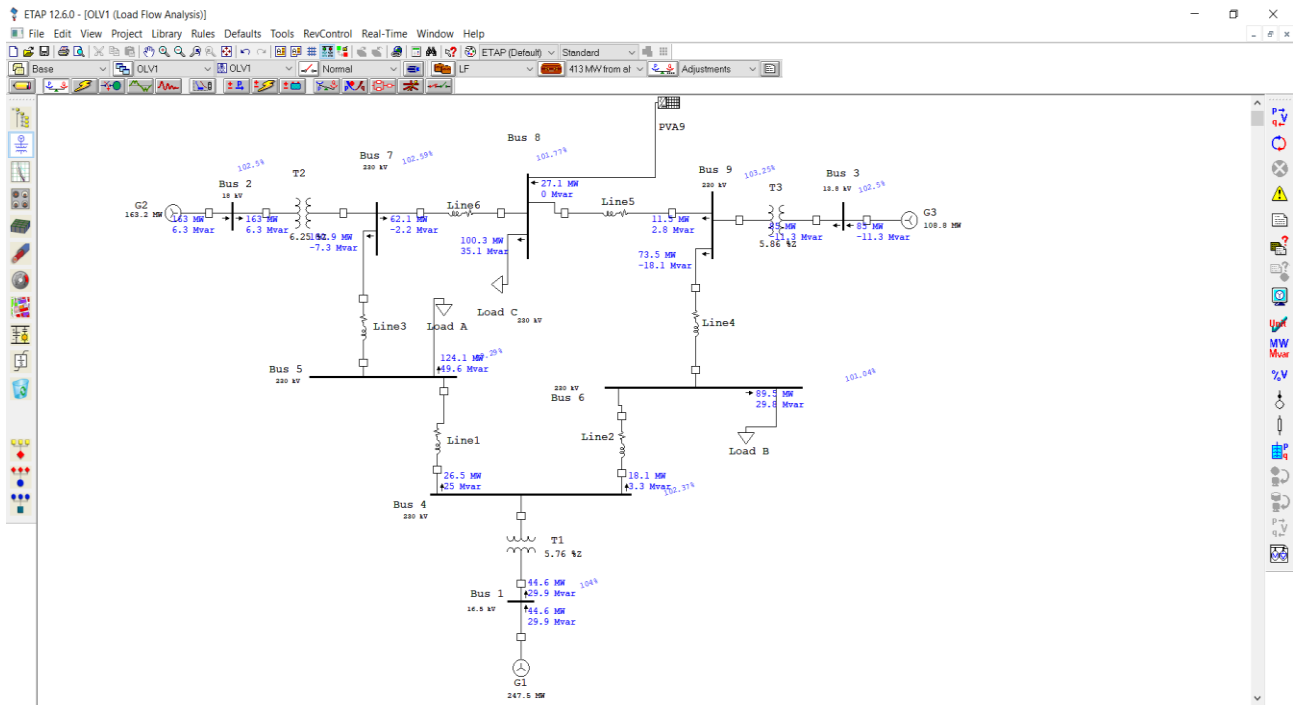 ETAP 12.6.0 - [OLV1 (Load Flow Analysis)]
File Edit View Project Library Rules Defaults Tools RevControl Real-Time Window Help
ETAP (Default) Standard
Base OLV1 OLV1 Normal LF 413 MW from al Adjustments
PVA9
Bus 8
101.77%
Bus 7
230 kV
102.59%
102.5%
T2
Bus 2
18 kV
Bus 9
230 kV
103.25%
T3
Bus 3
13.8 kV
102.5%
27.1 MW
0 Mvar
G2
163.2 MW
163 MW
6.3 Mvar
163 MW
6.3 Mvar
62.1 MW
-2.2 Mvar
-7.3 Mvar
Line6
Line5
11.5 MW
2.8 Mvar
85 MW
-11.3 Mvar
5.86 %Z
85 MW
-11.3 Mvar
G3
108.8 MW
100.3 MW
35.1 Mvar
73.5 MW
-18.1 Mvar
Load C
230 kV
Line3
Load A
Line4
124.1 MW
49.6 Mvar
Bus 5
230 kV
101.04%
230 kV
Bus 6
89.5 MW
29.8 Mvar
Line1
Line2
Load B
26.5 MW
25 Mvar
18.1 MW
3.3 Mvar
102.37%
Bus 4
230 kV
T1
5.76 %Z
44.6 MW
29.9 Mvar
104%
Bus 1
16.5 kV
44.6 MW
29.9 Mvar
G1
247.5 MW
Unit
MW
Mvar
%V